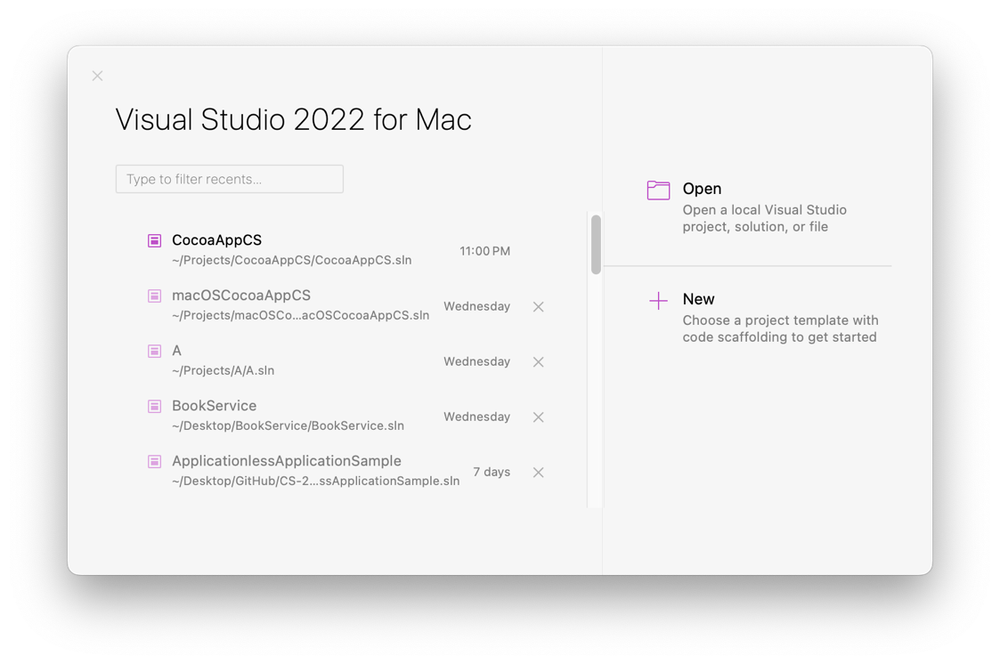 Visual Studio 2022 for Mac
Type to filter recents...
CocoaAppCS
~/Projects/CocoaAppCS/CocoaAppCS.sln
11:00 PM
macOSCocoaAppCS
~/Projects/macOSCo...acOSCocoaAppCS.sln
Wednesday
A
~/Projects/A/A.sln
Wednesday
BookService
~/Desktop/BookService/BookService.sln
Wednesday
ApplicationlessApplicationSample
~/Desktop/GitHub/CS-2...ssApplicationSample.sln
7 days
Open
Open a local Visual Studio
project, solution, or file
New
Choose a project template with
code scaffolding to get started